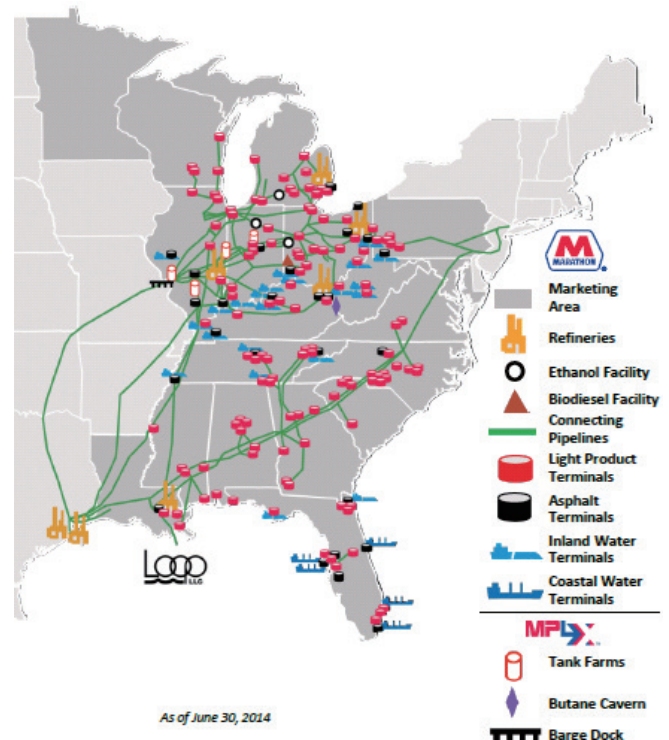 M
MARATHON
Marketing
Area
Refineries
Ethanol Facility
Biodiesel Facility
Connecting
Pipelines
Light Product
Terminals
Asphalt
Terminals
Inland Water
Terminals
Coastal Water
Terminals
MPLX
Tank Farms
Butane Cavern
Barge Dock
LOOP
LLC
As of June 30, 2014